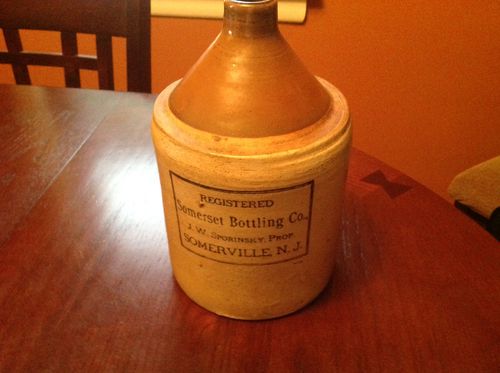 REGISTERED
Somerset Bottling Co.,
J. W. SPORINSKY, PROP.
SOMERVILLE, N. J.